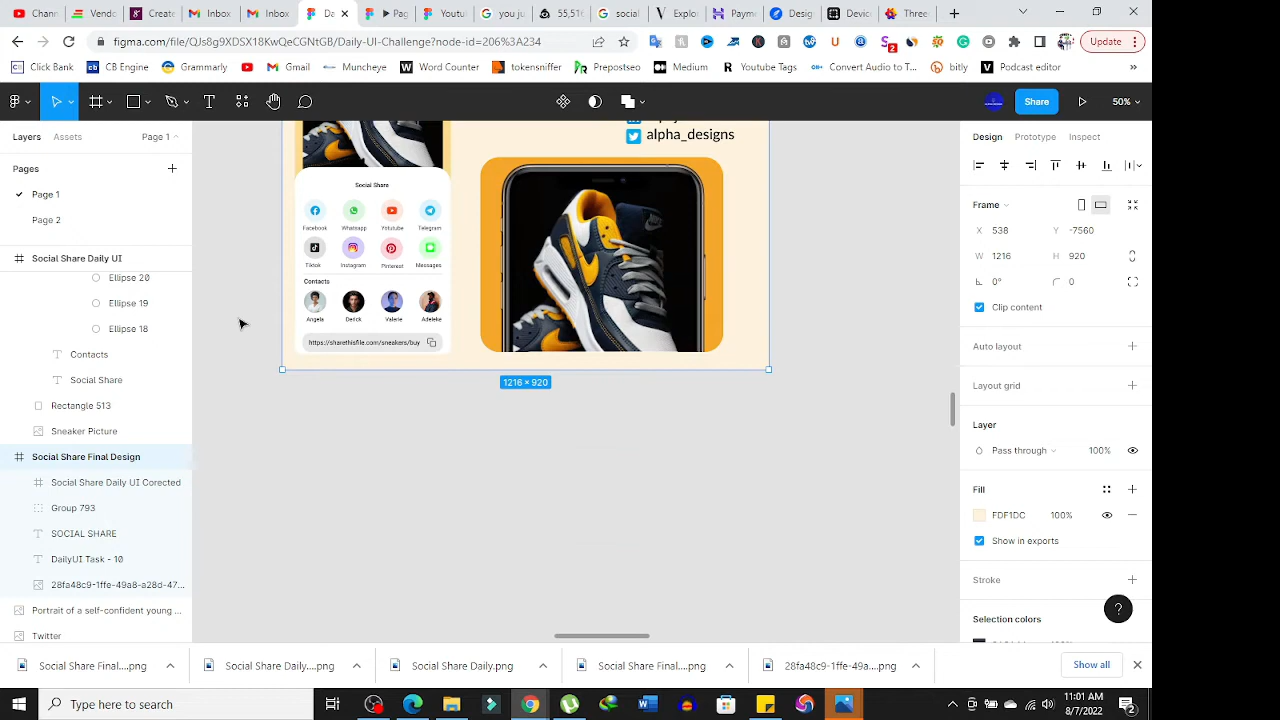 Chann
Under
Create
Inbox
Inbox
Da
Pag
Youtu
you ju
55,51
social
Explo
Paym
Desig
Devic
Three
figma.com/file/QJs8g9XDSX18KwQeCGNtGB/Daily-UI-Challenge?node-id=206%3A234
2
Update
Click Bank
CB Engine
Grammarly
Gmail
Muncheye
Word Counter
tokensniffer
Prepostseo
Medium
Youtube Tags
Convert Audio to T...
bitly
Podcast editor
Share
50%
Layers
Assets
Page 1
Design
Prototype
Inspect
Pages
Page 1
Page 2
Social Share Daily UI
Ellipse 20
Ellipse 19
Ellipse 18
Contacts
Social Share
Rectangle 513
Sneaker Picture
Social Share Final Design
Social Share Daily UI Corected
Group 793
SOCIAL SHARE
DailyUI Task - 10
28fa48c9-1ffe-49a8-a28d-47...
Portrait of a self-confident young ...
Twitter
alpha_designs
Social Share
Facebook
Whatsapp
Yotutube
Telegram
Tiktok
Instagram
Pinterest
Messages
Contacts
Angela
Derick
Valerie
Adeleke
https://sharethisfile.com/sneakers/buy
1216 × 920
Frame
X 538
Y -7560
W 1216
H 920
0°
0
Clip content
Auto layout
Layout grid
Layer
Pass through
100%
Fill
FDF1DC
100%
Show in exports
Stroke
Selection colors
?
Social Share Final....png
Social Share Daily....png
Social Share Daily.png
Social Share Final....png
28fa48c9-1ffe-49a....png
Show all
Type here to search
11:01 AM
8/7/2022
2